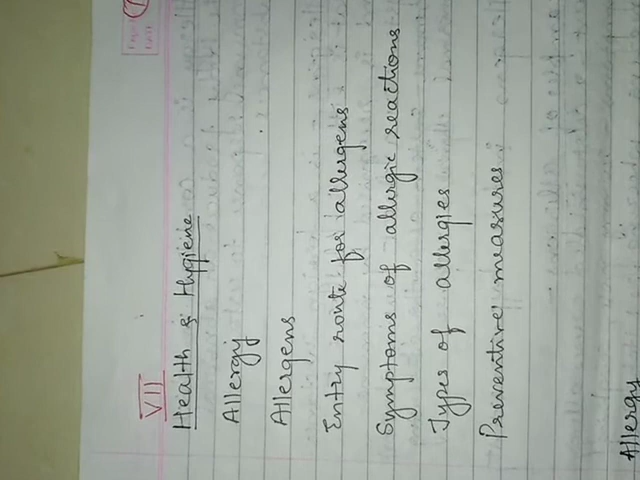 VII
Health & Hygiene
Allergy
Allergens
Entry route for allergens
Symptoms of allergic reactions
Types of allergies
Preventive measures.
Allergy